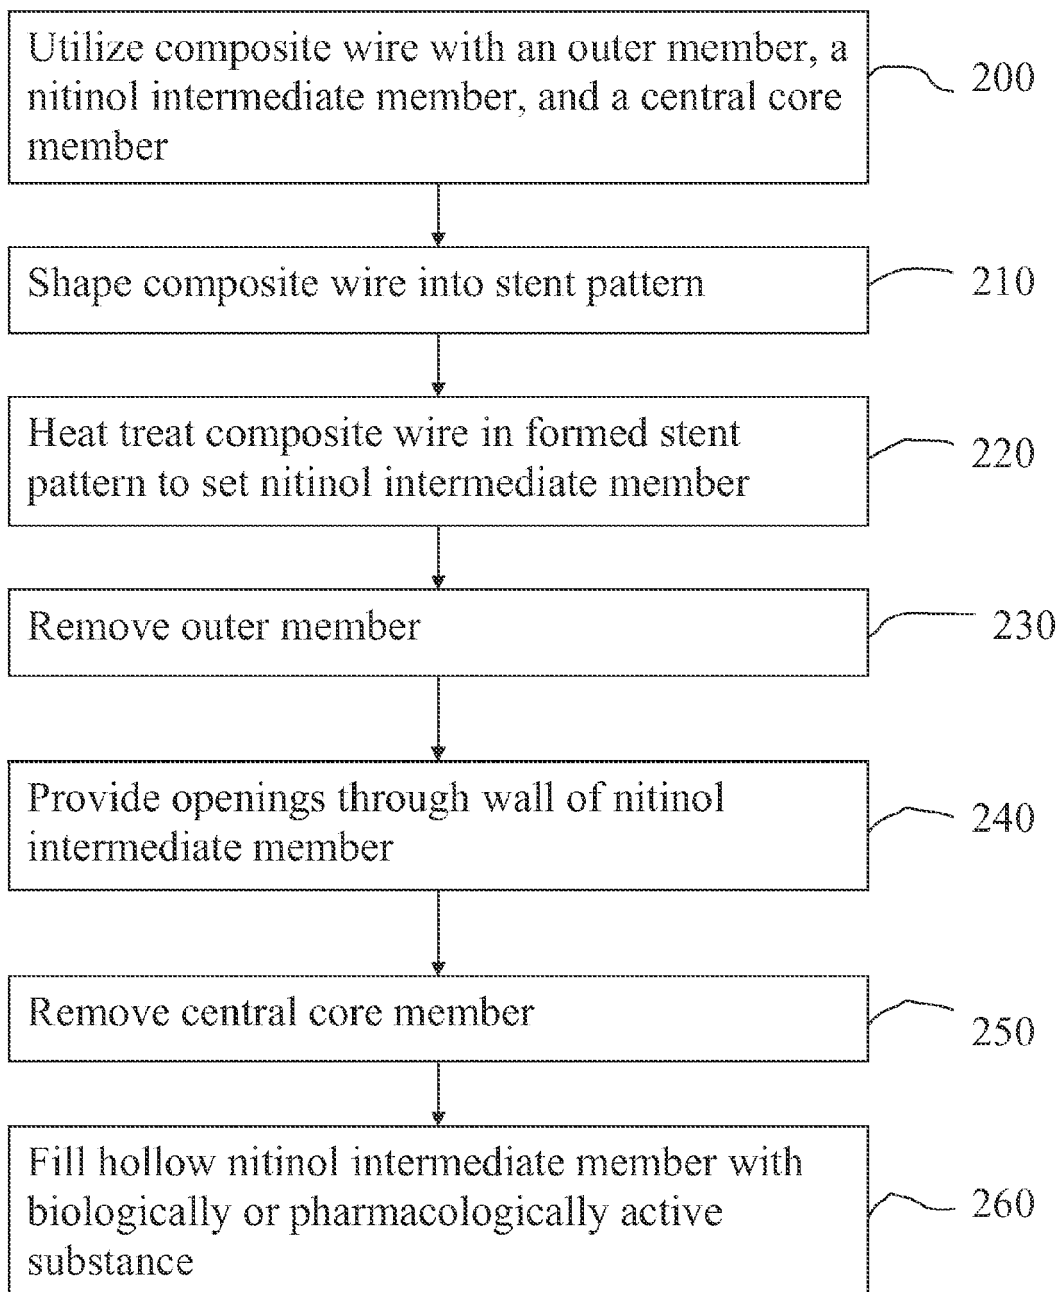 Utilize composite wire with an outer member, a
nitinol intermediate member, and a central core
member
200
Shape composite wire into stent pattern
210
Heat treat composite wire in formed stent
pattern to set nitinol intermediate member
220
Remove outer member
230
Provide openings through wall of nitinol
intermediate member
240
Remove central core member
250
Fill hollow nitinol intermediate member with
biologically or pharmacologically active
substance
260